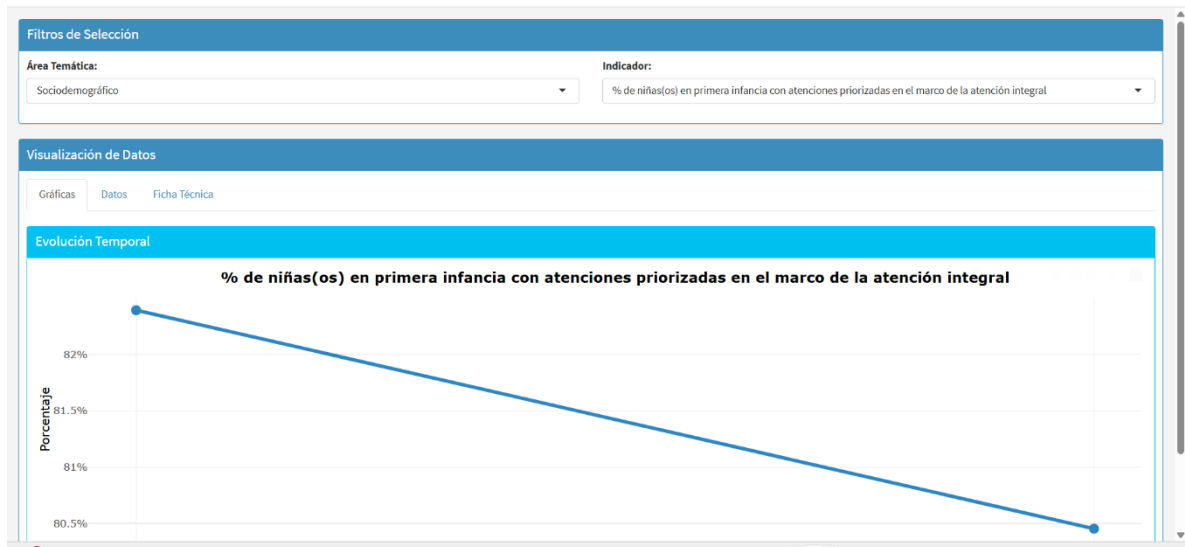 Filtros de Selección
Área Temática:
Indicador:
Sociodemográfico
% de niñas(os) en primera infancia con atenciones priorizadas en el marco de la atención integral
Visualización de Datos
Gráficas
Datos
Ficha Técnica
Evolución Temporal
% de niñas(os) en primera infancia con atenciones priorizadas en el marco de la atención integral
82%
81.5%
81%
80.5%
Porcentaje